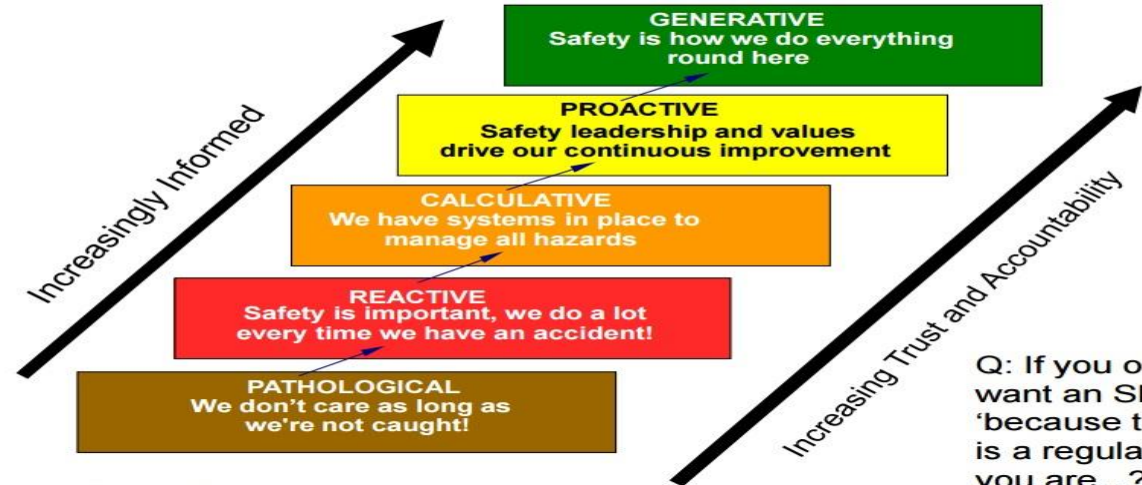 GENERATIVE
Safety is how we do everything
round here
PROACTIVE
Safety leadership and values
drive our continuous improvement
CALCULATIVE
We have systems in place to
manage all hazards
REACTIVE
Safety is important, we do a lot
every time we have an accident!
PATHOLOGICAL
We don't care as long as
we're not caught!
Increasingly Informed
Increasing Trust and Accountability
Q: If you o
want an S
'because t
is a regula
you are...?